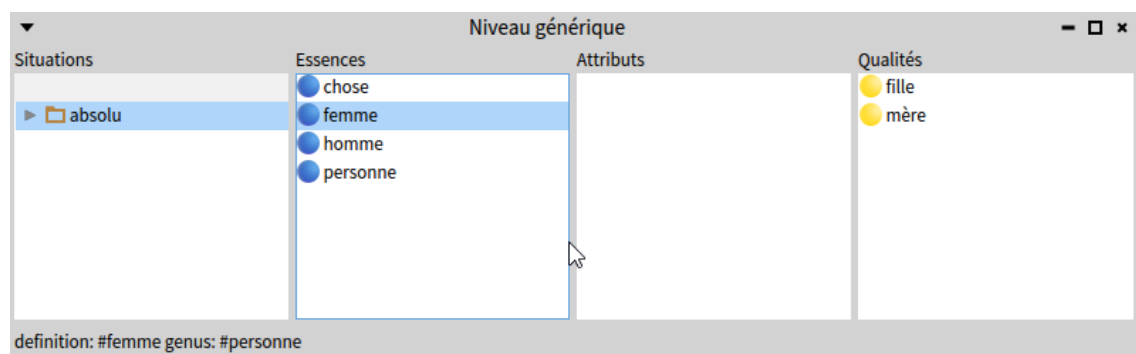 Niveau générique
Situations Essences Attributs Qualités
chose fille
absolu femme mère
homme
personne
definition: #femme genus: #personne